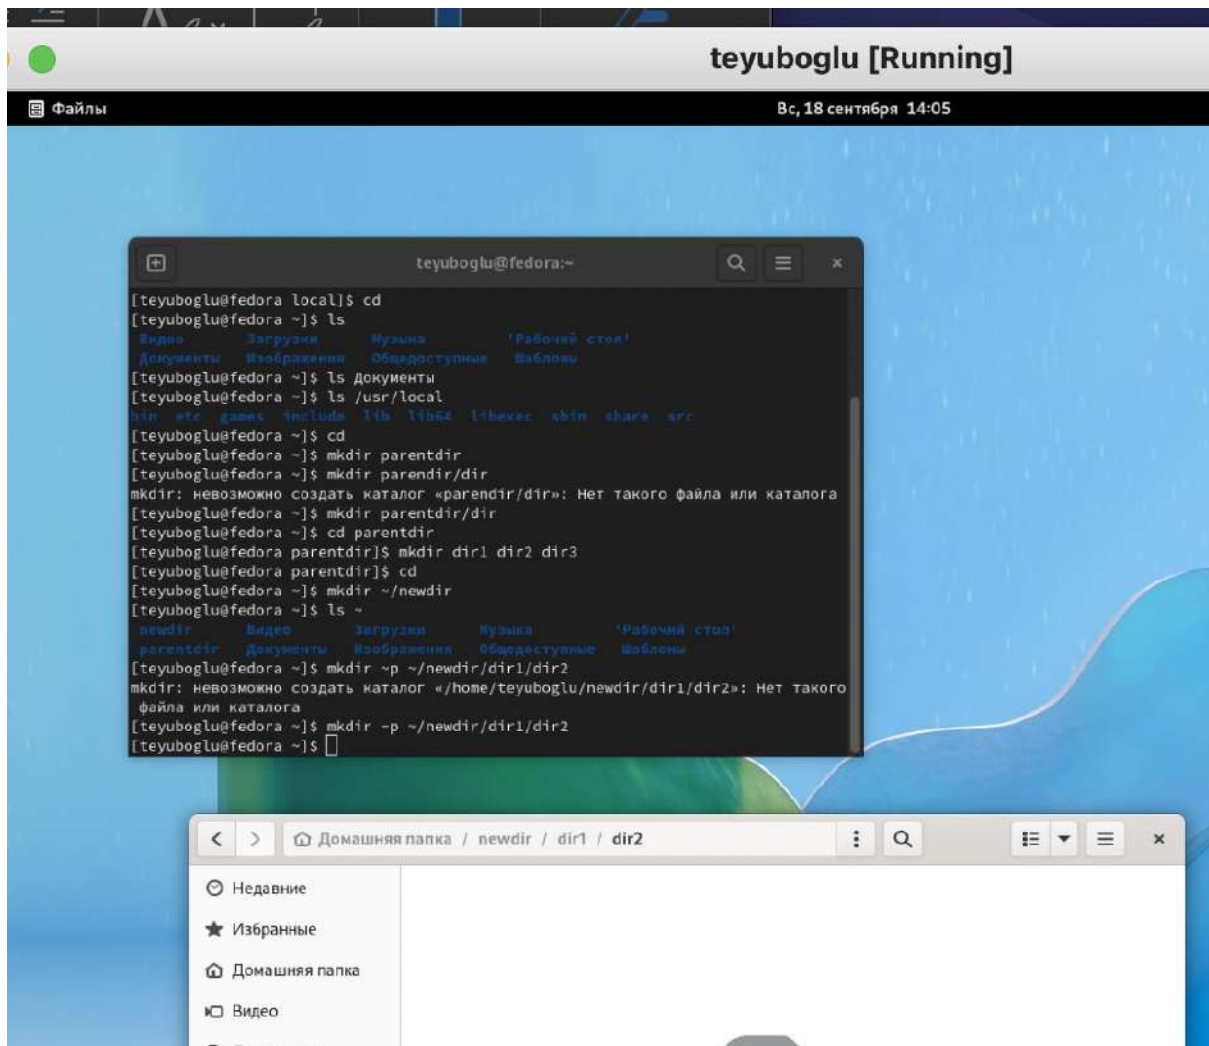 teyuboglu [Running]
Файлы
Вс, 18 сентября 14:05
teyuboglu@fedora:~
[teyuboglu@fedora local]$ cd
[teyuboglu@fedora ~]$ ls
Видео Загрузки Музыка 'Рабочий стол'
Документы Изображения Общедоступные Шаблоны
[teyuboglu@fedora ~]$ ls Документы
[teyuboglu@fedora ~]$ ls /usr/local
bin etc games include lib lib64 libexec sbin share src
[teyuboglu@fedora ~]$ cd
[teyuboglu@fedora ~]$ mkdir parentdir
[teyuboglu@fedora ~]$ mkdir parendir/dir
mkdir: невозможно создать каталог «parendir/dir»: Нет такого файла или каталога
[teyuboglu@fedora ~]$ mkdir parentdir/dir
[teyuboglu@fedora ~]$ cd parentdir
[teyuboglu@fedora parentdir]$ mkdir dir1 dir2 dir3
[teyuboglu@fedora parentdir]$ cd
[teyuboglu@fedora ~]$ mkdir ~/newdir
[teyuboglu@fedora ~]$ ls ~
newdir Видео Загрузки Музыка 'Рабочий стол'
parentdir Документы Изображения Общедоступные Шаблоны
[teyuboglu@fedora ~]$ mkdir ~p ~/newdir/dir1/dir2
mkdir: невозможно создать каталог «/home/teyuboglu/newdir/dir1/dir2»: Нет такого
файла или каталога
[teyuboglu@fedora ~]$ mkdir -p ~/newdir/dir1/dir2
[teyuboglu@fedora ~]$
Домашняя папка / newdir / dir1 / dir2
Недавние
Избранные
Домашняя папка
Видео